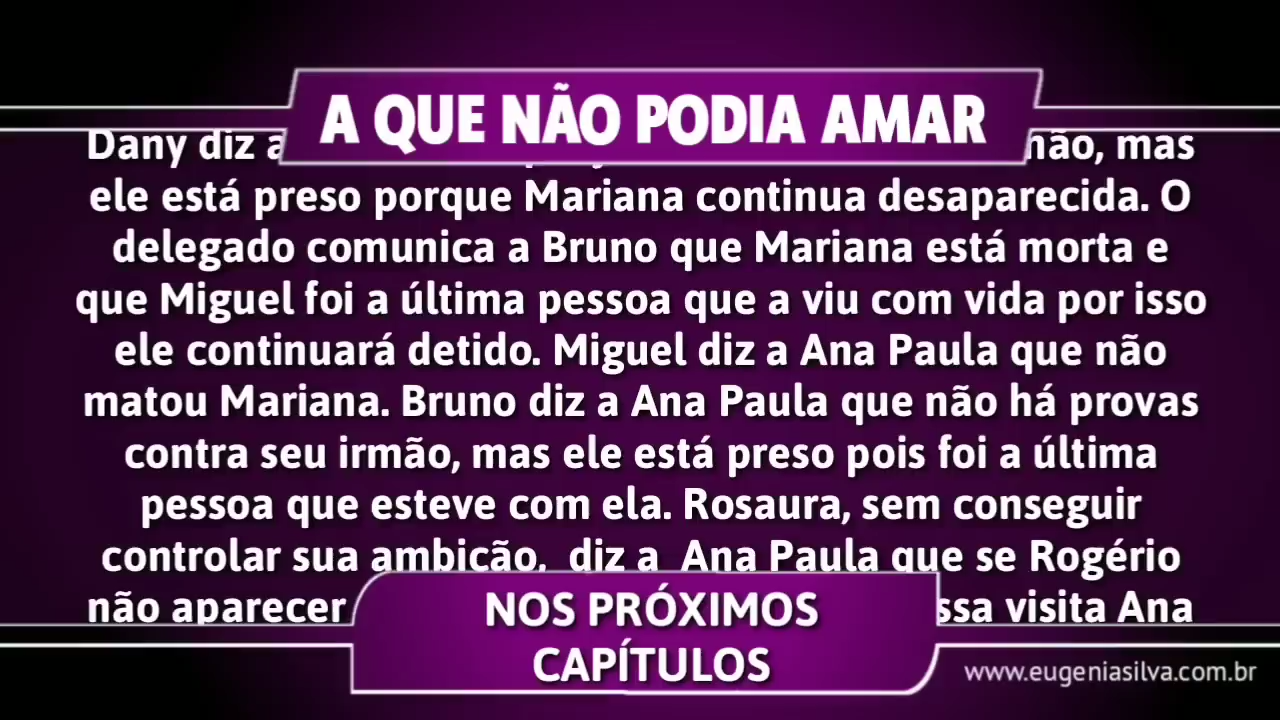 A QUE NÃO PODIA AMAR
Dany diz a não, mas
ele está preso porque Mariana continua desaparecida. O
delegado comunica a Bruno que Mariana está morta e
que Miguel foi a última pessoa que a viu com vida por isso
ele continuará detido. Miguel diz a Ana Paula que não
matou Mariana. Bruno diz a Ana Paula que não há provas
contra seu irmão, mas ele está preso pois foi a última
pessoa que esteve com ela. Rosaura, sem conseguir
controlar sua ambição, diz a Ana Paula que se Rogério
não aparecer visita Ana
NOS PRÓXIMOS
CAPÍTULOS
www.eugeniasilva.com.br